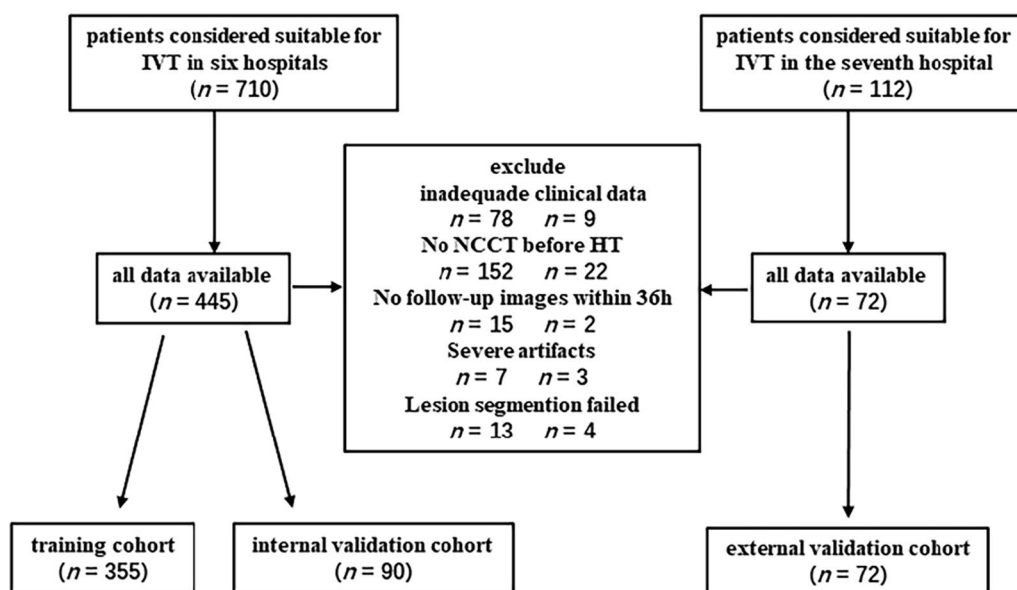 patients considered suitable for
IVT in six hospitals
(n = 710)
patients considered suitable for
IVT in the seventh hospital
(n = 112)
exclude
inadequade clinical data
n = 78 n = 9
No NCCT before HT
n = 152 n = 22
No follow-up images within 36h
n = 15 n = 2
Severe artifacts
n = 7 n = 3
Lesion segmention failed
n = 13 n = 4
all data available
(n = 445)
all data available
(n = 72)
training cohort
(n = 355)
internal validation cohort
(n = 90)
external validation cohort
(n = 72)